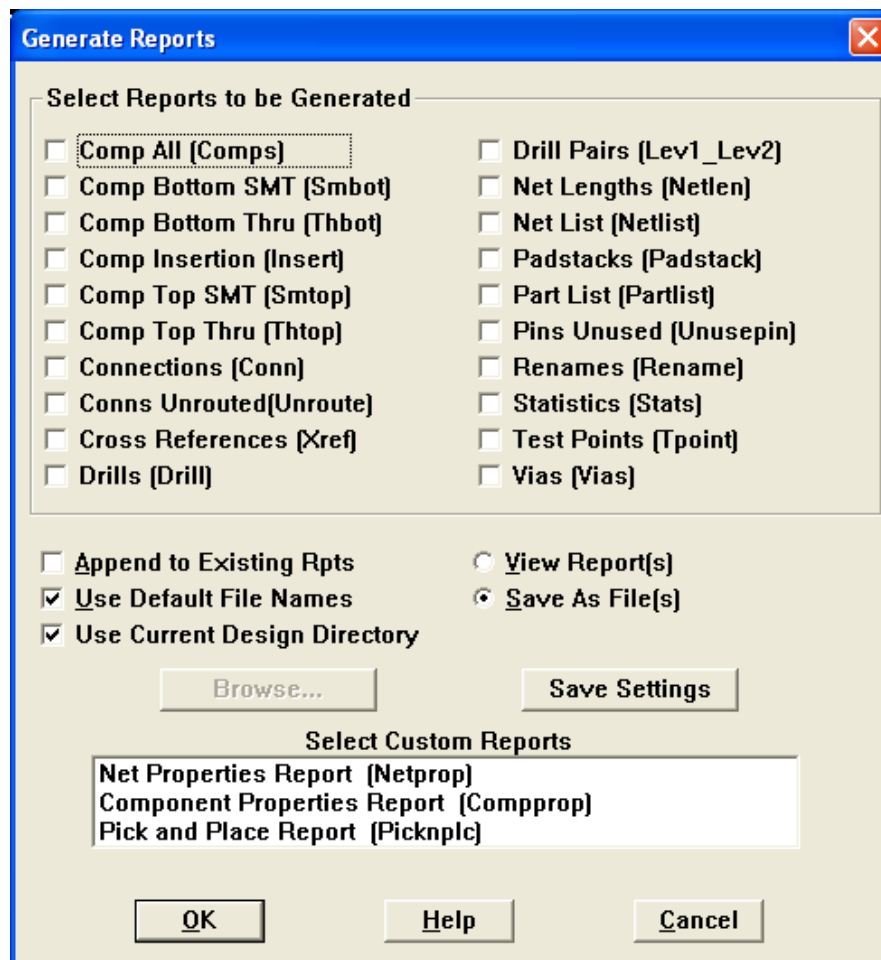 Generate Reports
Select Reports to be Generated
Comp All (Comps)
Comp Bottom SMT (Smbot)
Comp Bottom Thru (Thbot)
Comp Insertion (Insert)
Comp Top SMT (Smtop)
Comp Top Thru (Thtop)
Connections (Conn)
Conns Unrouted(Unroute)
Cross References (Xref)
Drills (Drill)
Drill Pairs (Lev1_Lev2)
Net Lengths (Netlen)
Net List (Netlist)
Padstacks (Padstack)
Part List (Partlist)
Pins Unused (Unusepin)
Renames (Rename)
Statistics (Stats)
Test Points (Tpoint)
Vias (Vias)
Append to Existing Rpts
Use Default File Names
Use Current Design Directory
View Report(s)
Save As File(s)
Browse...
Save Settings
Select Custom Reports
Net Properties Report (Netprop)
Component Properties Report (Compprop)
Pick and Place Report (Picknplc)
OK
Help
Cancel